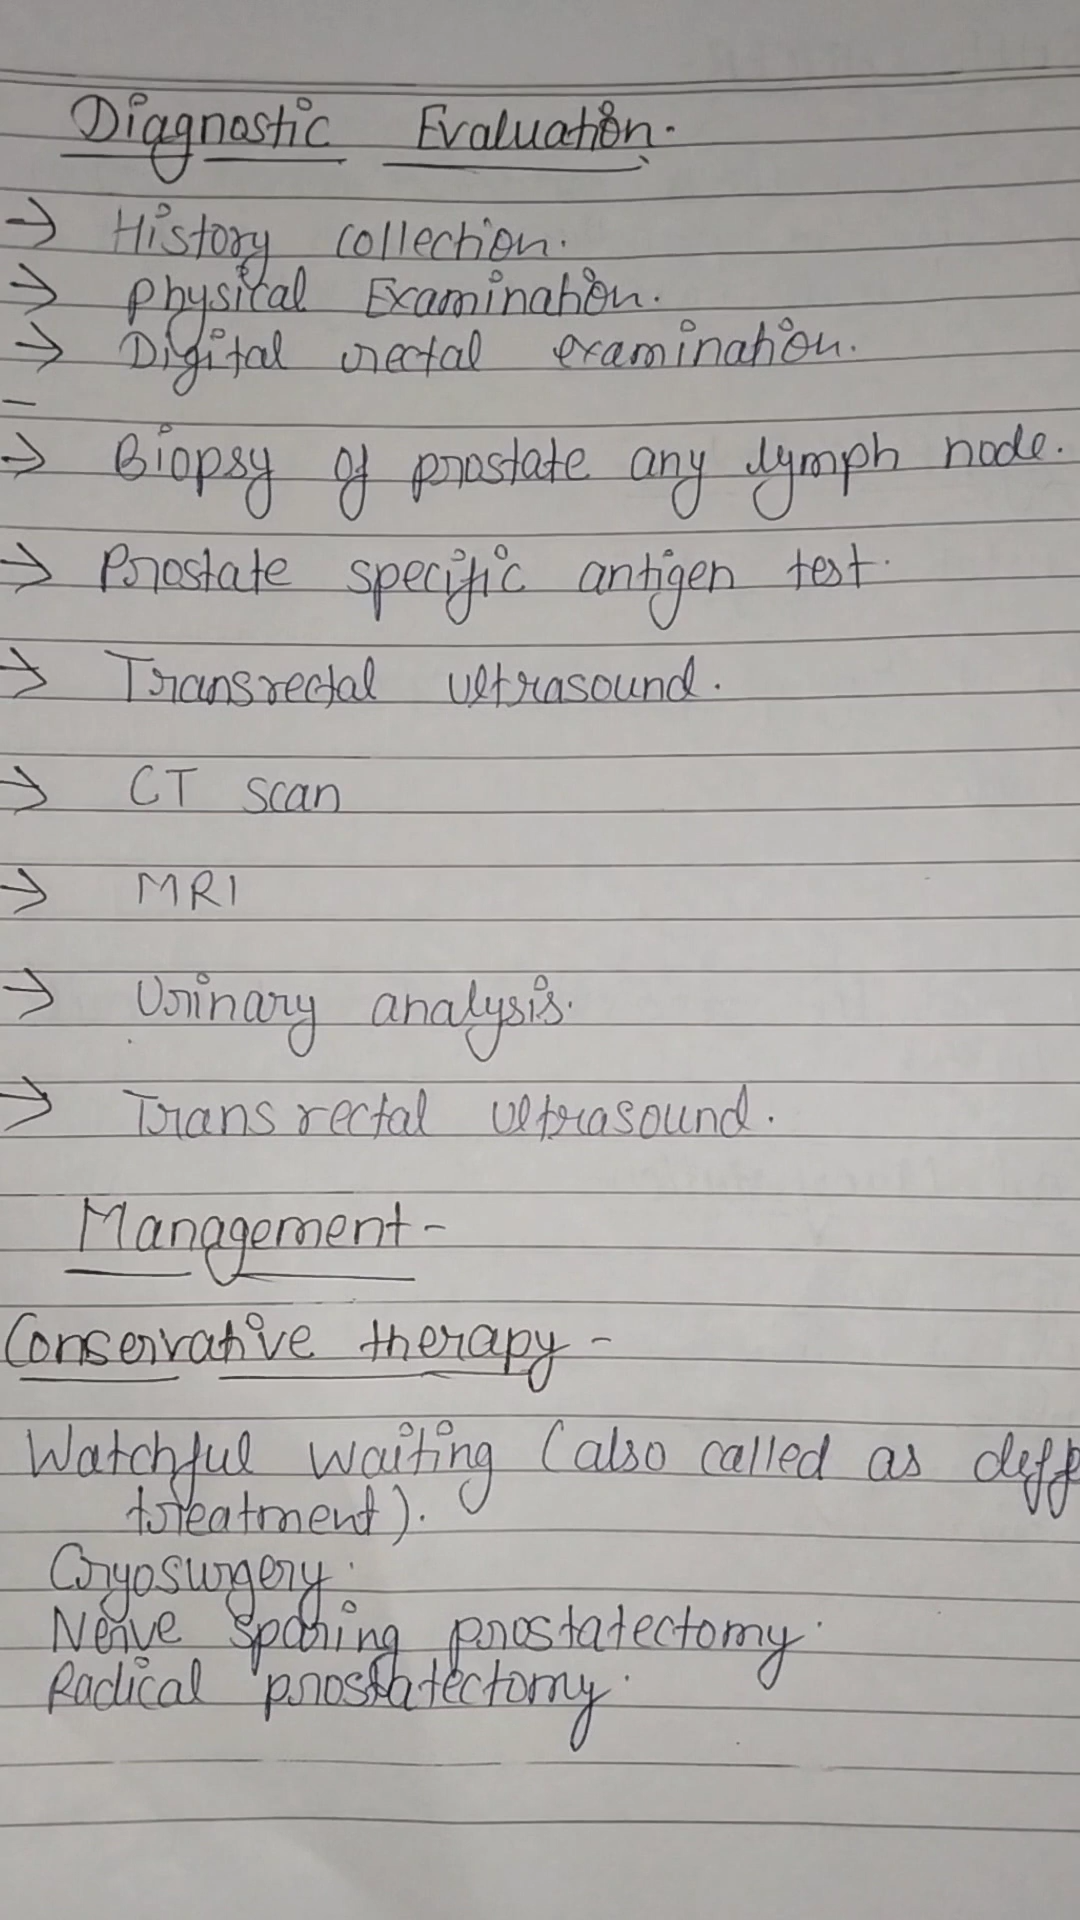 Diagnostic Evaluation.
→ History collection.
→ Physical Examination.
→ Digital rectal examination.
–
→ Biopsy of prostate any lymph node.
→ Prostate specific antigen test.
→ Transrectal ultrasound.
→ CT scan
→ MRI
→ Urinary analysis.
→ Trans rectal ultrasound.
Management -
Conservative therapy -
Watchful waiting (also called as
treatment).
Cryosurgery.
Nerve sparing prostatectomy.
Radical prostatectomy.